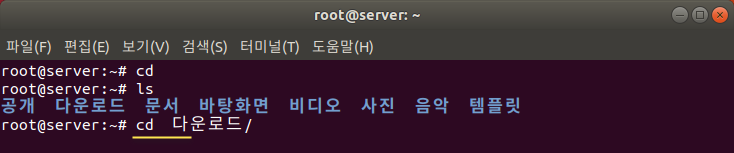 root@server: ~
파일(F) 편집(E) 보기(V) 검색(S) 터미널(T) 도움말(H)
root@server:~# cd
root@server:~# ls
공개 다운로드 문서 바탕화면 비디오 사진 음악 템플릿
root@server:~# cd 다운로드/